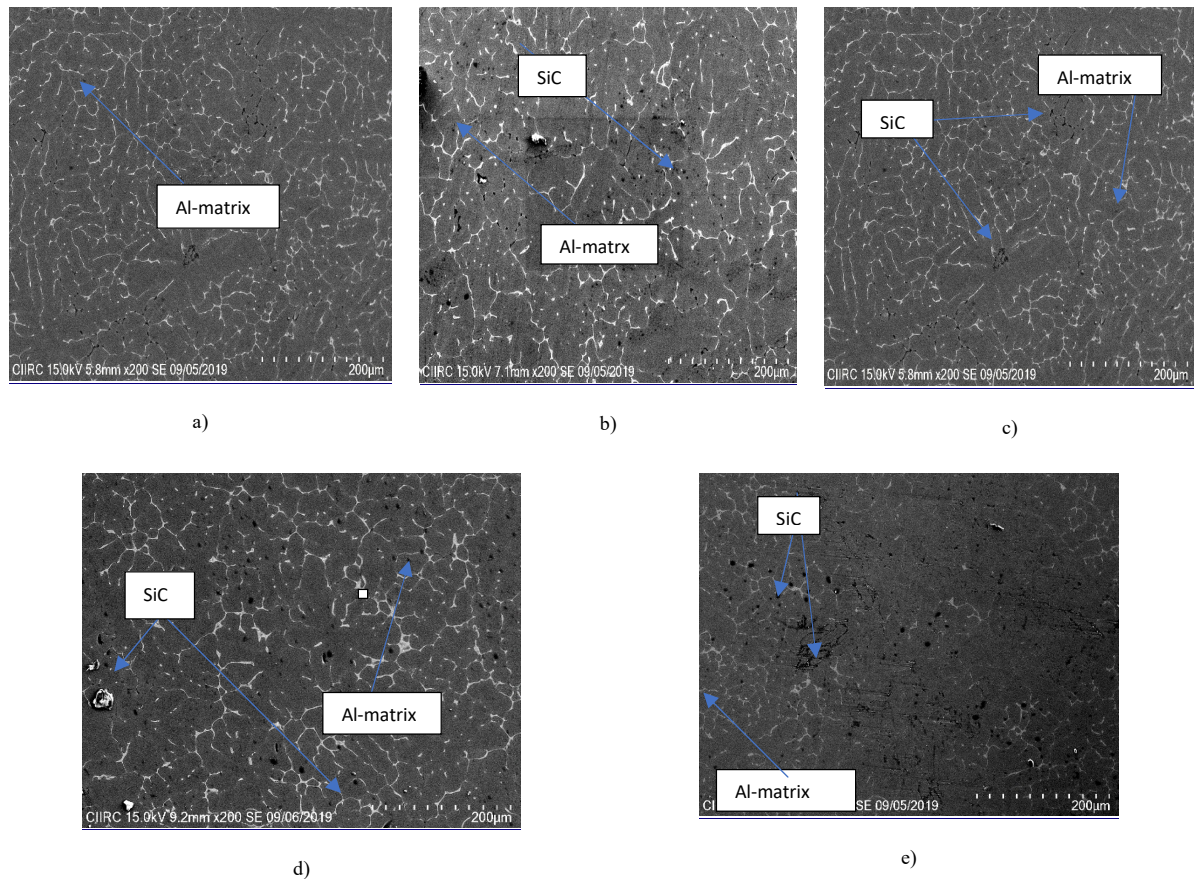 Al-matrix
CIIRC 15.0kV 5.8mm x200 SE 09/05/2019 200µm
a)
SiC
Al-matrx
CIIRC 15.0kV 7.1mm x200 SE 09/05/2019 200µm
b)
Al-matrix
SiC
CIIRC 15.0kV 5.8mm x200 SE 09/05/2019 200µm
c)
SiC
Al-matrix
CIIRC 15.0kV 9.2mm x200 SE 09/06/2019 200µm
d)
SiC
Al-matrix
SE 09/05/2019 200µm
e)